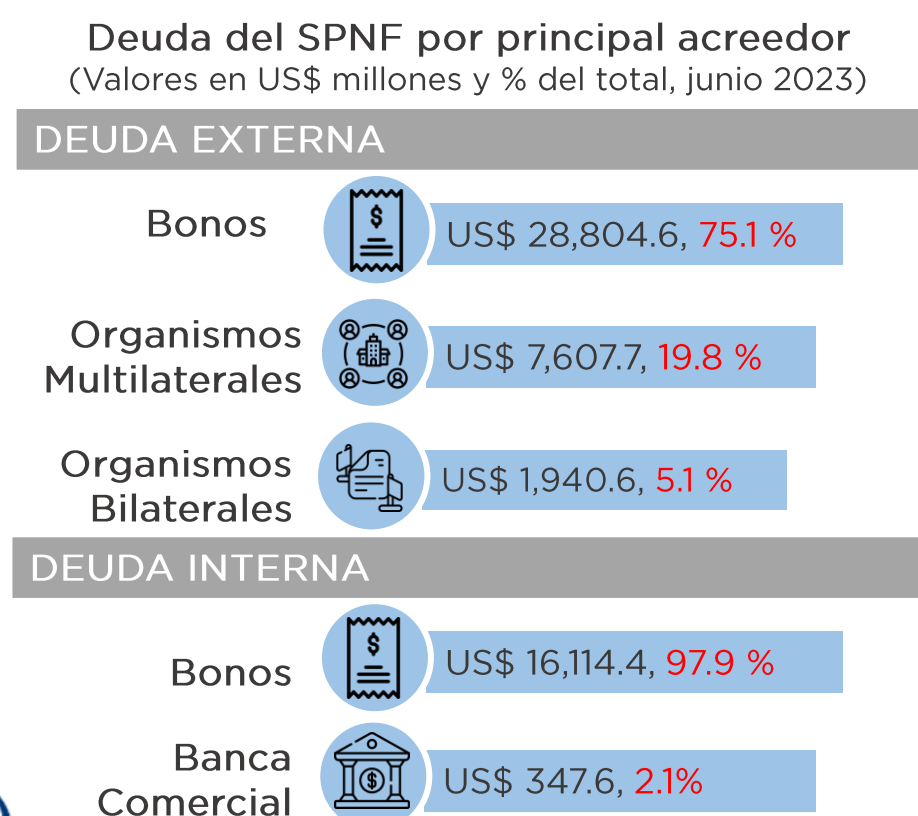 Deuda del SPNF por principal acreedor
(Valores en US$ millones y % del total, junio 2023)
DEUDA EXTERNA
Bonos
$
US$ 28,804.6, 75.1 %
Organismos
Multilaterales
US$ 7,607.7, 19.8 %
Organismos
Bilaterales
US$ 1,940.6, 5.1 %
DEUDA INTERNA
Bonos
$
US$ 16,114.4, 97.9 %
Banca
Comercial
$
US$ 347.6, 2.1%